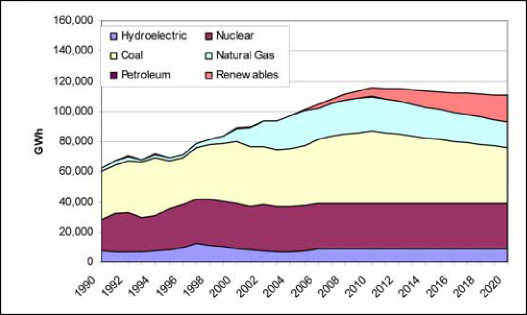 160,000
140,000
120,000
100,000
80,000
60,000
40,000
20,000
0
GWh
Hydroelectric Nuclear
Coal Natural Gas
Petroleum Renewables
1990 1992 1994 1996 1998 2000 2002 2004 2006 2008 2010 2012 2014 2016 2018 2020